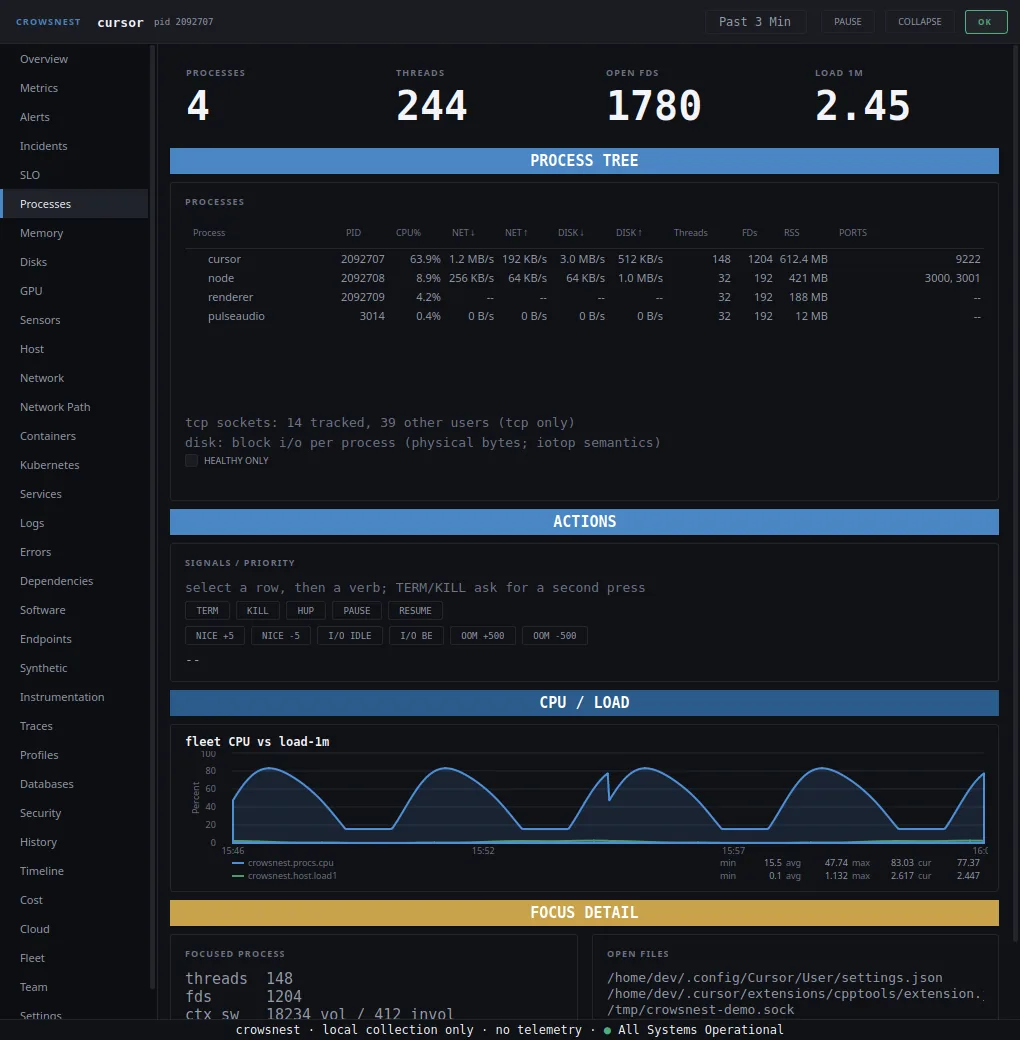 CROWSNEST cursor pid 2092707 Past 3 Min PAUSE COLLAPSE OK
Overview
Metrics
Alerts
Incidents
SLO
Processes
Memory
Disks
GPU
Sensors
Host
Network
Network Path
Containers
Kubernetes
Services
Logs
Errors
Dependencies
Software
Endpoints
Synthetic
Instrumentation
Traces
Profiles
Databases
Security
History
Timeline
Cost
Cloud
Fleet
Team
Settings
PROCESSES THREADS OPEN FDS LOAD 1M
4 244 1780 2.45
PROCESS TREE
PROCESSES
Process PID CPU% NET↓ NET↑ DISK↓ DISK↑ Threads FDs RSS PORTS
cursor 2092707 63.9% 1.2 MB/s 192 KB/s 3.0 MB/s 512 KB/s 148 1204 612.4 MB 9222
node 2092708 8.9% 256 KB/s 64 KB/s 64 KB/s 1.0 MB/s 32 192 421 MB 3000, 3001
renderer 2092709 4.2% -- -- -- -- 32 192 188 MB --
pulseaudio 3014 0.4% 0 B/s 0 B/s 0 B/s 0 B/s 32 192 12 MB --
tcp sockets: 14 tracked, 39 other users (tcp only)
disk: block i/o per process (physical bytes; iotop semantics)
HEALTHY ONLY
ACTIONS
SIGNALS / PRIORITY
select a row, then a verb; TERM/KILL ask for a second press
TERM KILL HUP PAUSE RESUME
NICE +5 NICE -5 I/O IDLE I/O BE OOM +500 OOM -500
--
CPU / LOAD
fleet CPU vs load-1m
100
80
60
40
20
0
Percent
15:46 15:52 15:57 16:0
crowsnest.procs.cpu min 15.5 avg 47.74 max 83.03 cur 77.37
crowsnest.host.load1 min 0.1 avg 1.132 max 2.617 cur 2.447
FOCUS DETAIL
FOCUSED PROCESS
threads 148
fds 1204
ctx sw 18234 vol / 412 invol
OPEN FILES
/home/dev/.config/Cursor/User/settings.json
/home/dev/.cursor/extensions/cpptools/extension.
/tmp/crowsnest-demo.sock
crowsnest · local collection only · no telemetry · ● All Systems Operational